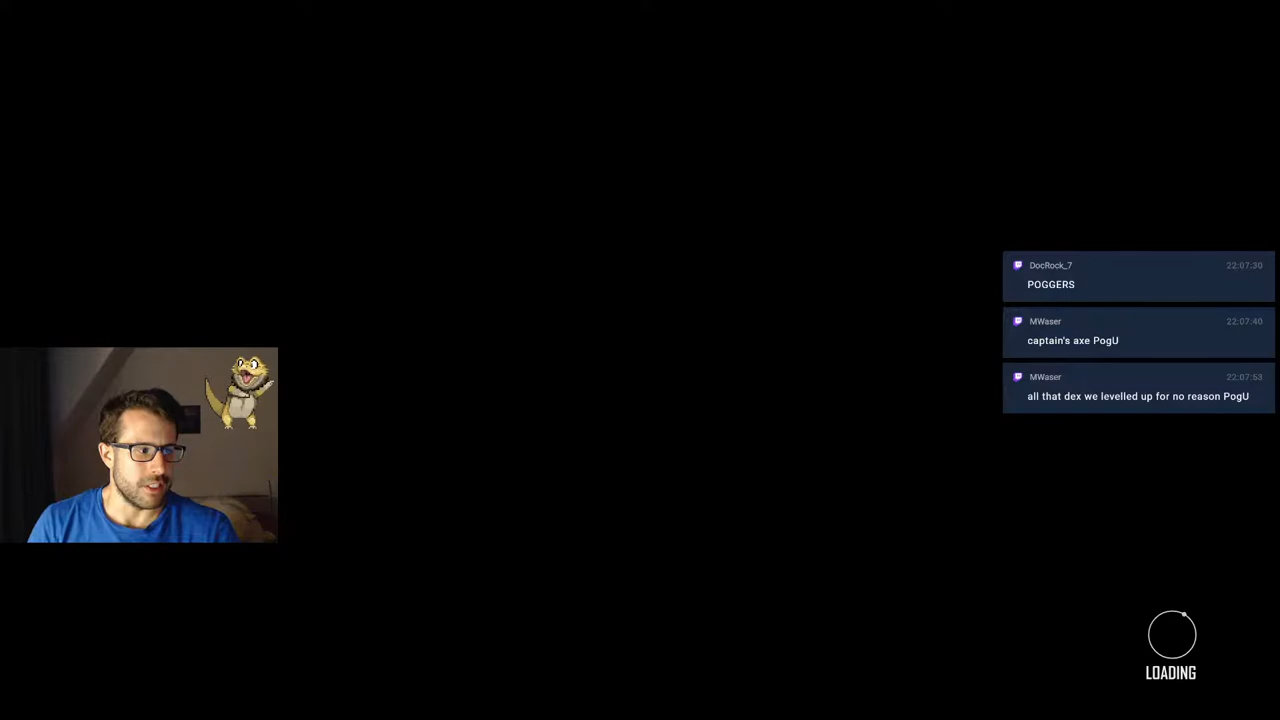 DocRock_7 22:07:30
POGGERS
MWaser 22:07:40
captain's axe PogU
MWaser 22:07:53
all that dex we levelled up for no reason PogU
LOADING